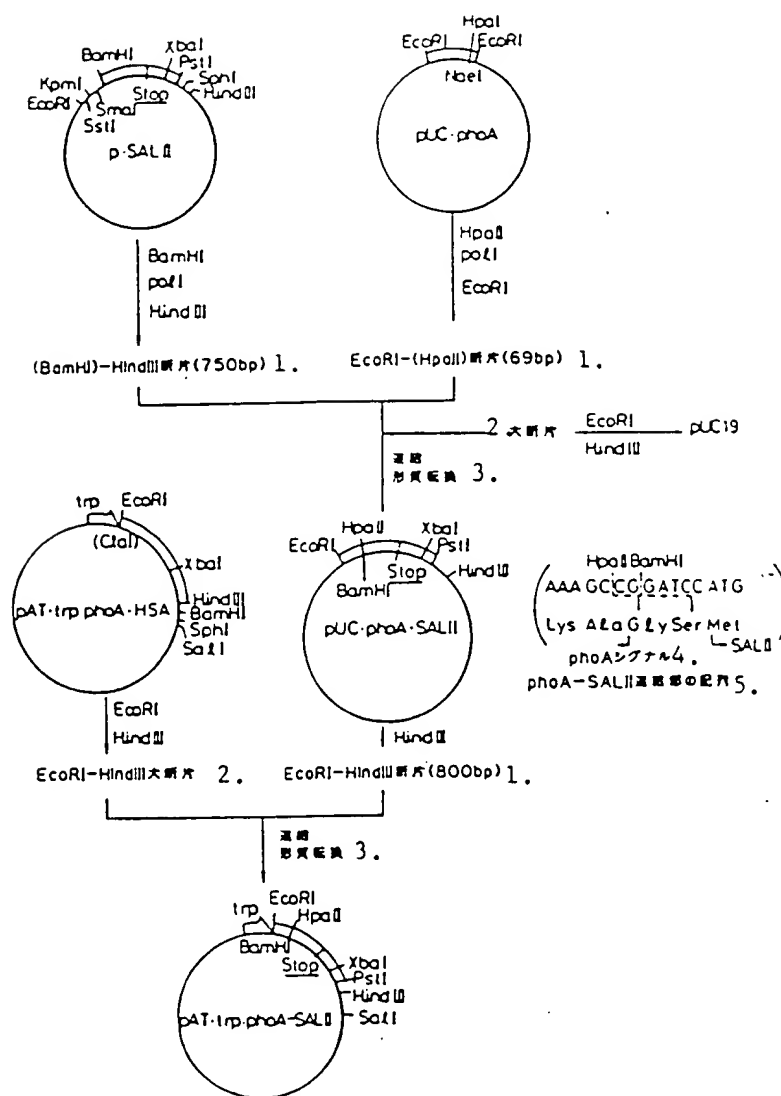 BamHI
XbaI
PstI
SphI
HindIII
KpmI
EcoRI
SstI
SmaI
Stop
p·SALII
HpaI
EcoRI
EcoRI
NaeI
pUC·phoA
BamHI
polI
HindIII
HpaII
polI
EcoRI
(BamHI)-HindIII断片(750bp) 1.
EcoRI-(HpaII)断片(69bp) 1.
2 大断片
EcoRI
HindIII
pUC19
連結
形質転換 3.
trp
EcoRI
(ClaI)
XbaI
HindIII
BamHI
SphI
SalI
pAT·trp·phoA·HSA
EcoRI
HpaII
XbaI
PstI
HindIII
Stop
BamHI
pUC·phoA·SALII
HpaII BamHI
AAAGCCGGATCCATG
Lys Ala Gly Ser Met
SALII
phoAシグナル4.
phoA-SALII連結部の配列5.
EcoRI
HindIII
HindIII
EcoRI-HindIII大断片 2.
EcoRI-HindIII断片(800bp) 1.
連結
形質転換 3.
trp
EcoRI
HpaII
BamHI
Stop
XbaI
PstI
HindIII
SalI
pAT·trp·phoA-SALII